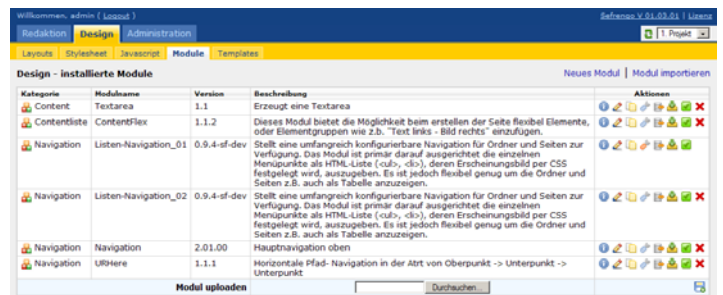 Willkommen, admin ( Logout ) Sefrengo V 01.03.01 | Lizenz
Redaktion Design Administration 1. Projekt
Layouts Stylesheet Javascript Module Templates
Design - installierte Module Neues Modul | Modul importieren
Kategorie Modulname Version Beschreibung Aktionen
Content Textarea 1.1 Erzeugt eine Textarea
Contentliste ContentFlex 1.1.2 Dieses Modul bietet die Möglichkeit beim erstellen der Seite flexibel Elemente,
oder Elementgruppen wie z.b. "Text links - Bild rechts" einzufügen.
Navigation Listen-Navigation_01 0.9.4-sf-dev Stellt eine umfangreich konfigurierbare Navigation für Ordner und Seiten zur
Verfügung. Das Modul ist primär darauf ausgerichtet die einzelnen
Menüpunkte als HTML-Liste (<ul>, <li>), deren Erscheinungsbild per CSS
festgelegt wird, auszugeben. Es ist jedoch flexibel genug um die Ordner und
Seiten z.B. auch als Tabelle anzuzeigen.
Navigation Listen-Navigation_02 0.9.4-sf-dev Stellt eine umfangreich konfigurierbare Navigation für Ordner und Seiten zur
Verfügung. Das Modul ist primär darauf ausgerichtet die einzelnen
Menüpunkte als HTML-Liste (<ul>, <li>), deren Erscheinungsbild per CSS
festgelegt wird, auszugeben. Es ist jedoch flexibel genug um die Ordner und
Seiten z.B. auch als Tabelle anzuzeigen.
Navigation Navigation 2.01.00 Hauptnavigation oben
Navigation URHere 1.1.1 Horizontale Pfad- Navigation in der Atrt von Oberpunkt -> Unterpunkt ->
Unterpunkt
Modul uploaden Durchsuchen...